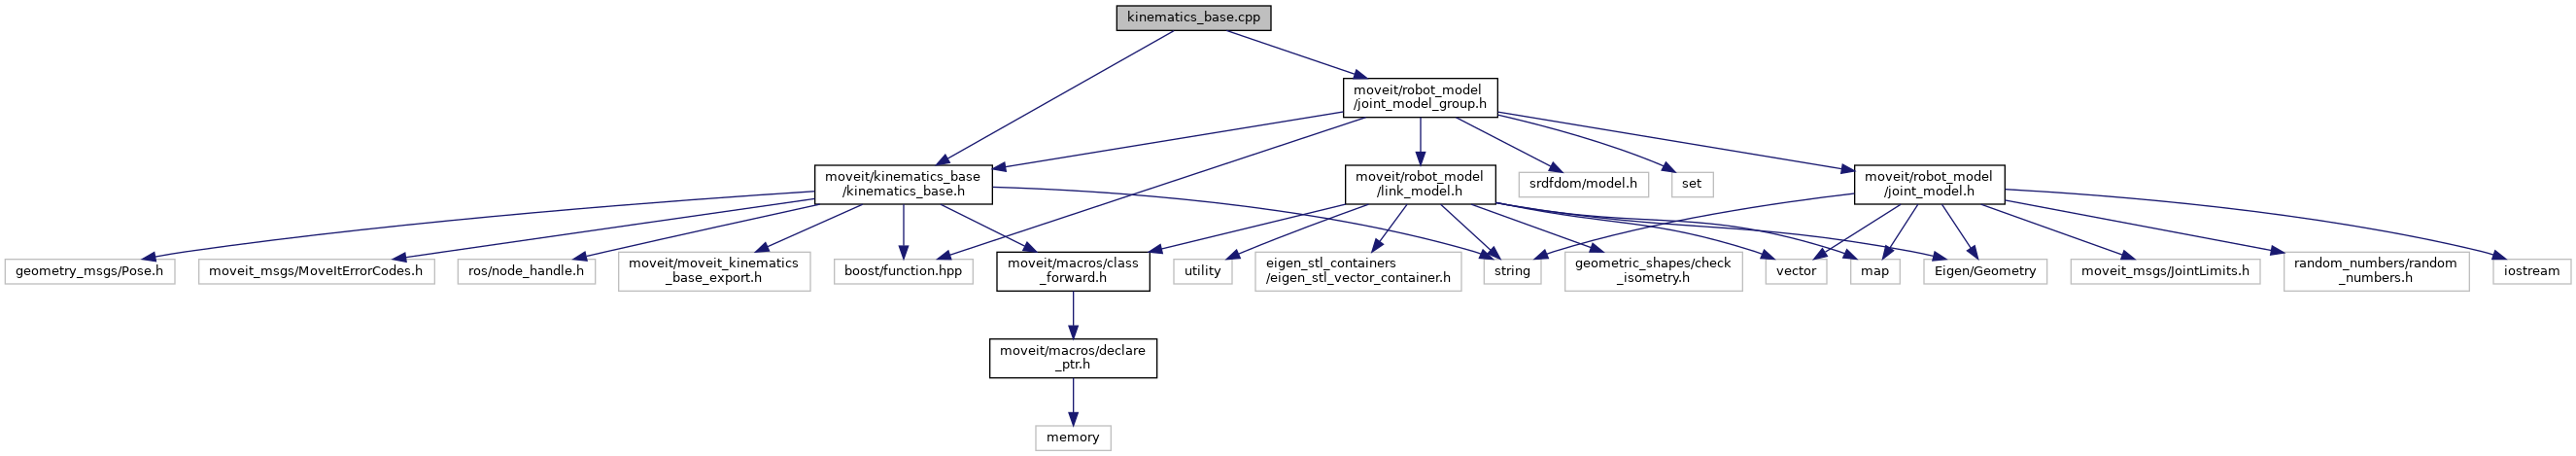 kinematics_base.cpp
moveit/robot_model
/joint_model_group.h
moveit/kinematics_base
/kinematics_base.h
moveit/robot_model
/link_model.h
srdfdom/model.h
set
moveit/robot_model
/joint_model.h
geometry_msgs/Pose.h
moveit_msgs/MoveItErrorCodes.h
ros/node_handle.h
moveit/moveit_kinematics
_base_export.h
boost/function.hpp
moveit/macros/class
_forward.h
utility
eigen_stl_containers
/eigen_stl_vector_container.h
string
geometric_shapes/check
_isometry.h
vector
map
Eigen/Geometry
moveit_msgs/JointLimits.h
random_numbers/random
_numbers.h
iostream
moveit/macros/declare
_ptr.h
memory